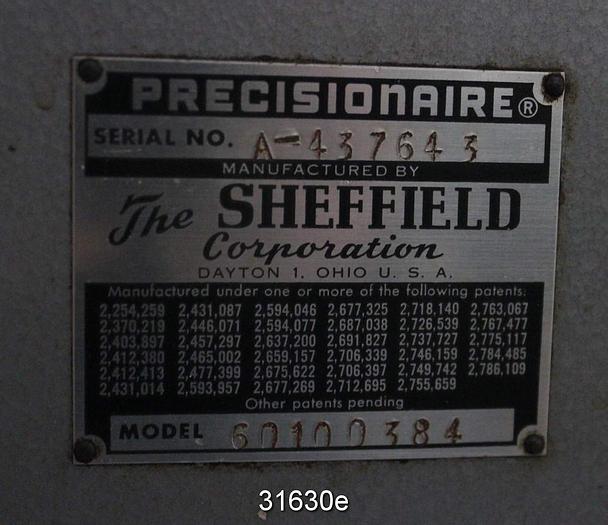 PRECISIONAIRE®
SERIAL NO. A-437643
MANUFACTURED BY
The SHEFFIELD
Corporation
DAYTON 1, OHIO U. S. A.
Manufactured under one or more of the following patents:
2,254,259 2,431,087 2,594,046 2,677,325 2,718,140 2,763,067
2,370,219 2,446,071 2,594,077 2,687,038 2,726,539 2,767,477
2,403,897 2,457,297 2,637,200 2,691,827 2,737,727 2,775,117
2,412,380 2,465,002 2,659,157 2,706,339 2,746,159 2,784,485
2,412,413 2,477,399 2,675,622 2,706,397 2,749,742 2,786,109
2,431,014 2,593,957 2,677,269 2,712,695 2,755,659
Other patents pending
MODEL 60100384
31630e